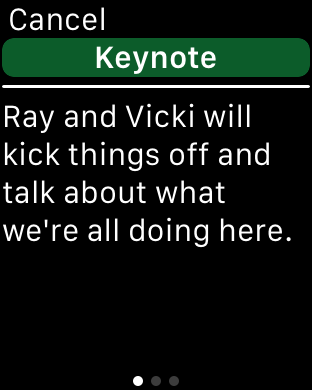 Cancel
Keynote
Ray and Vicki will
kick things off and
talk about what
we're all doing here.